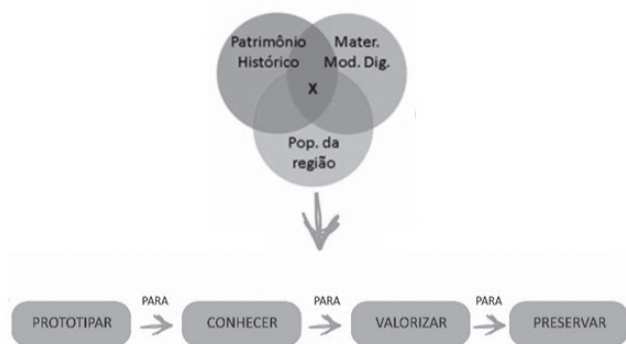 Patrimônio
Histórico
Mater.
Mod. Dig.
X
Pop. da
região
PROTOTIPAR
PARA
CONHECER
PARA
VALORIZAR
PARA
PRESERVAR